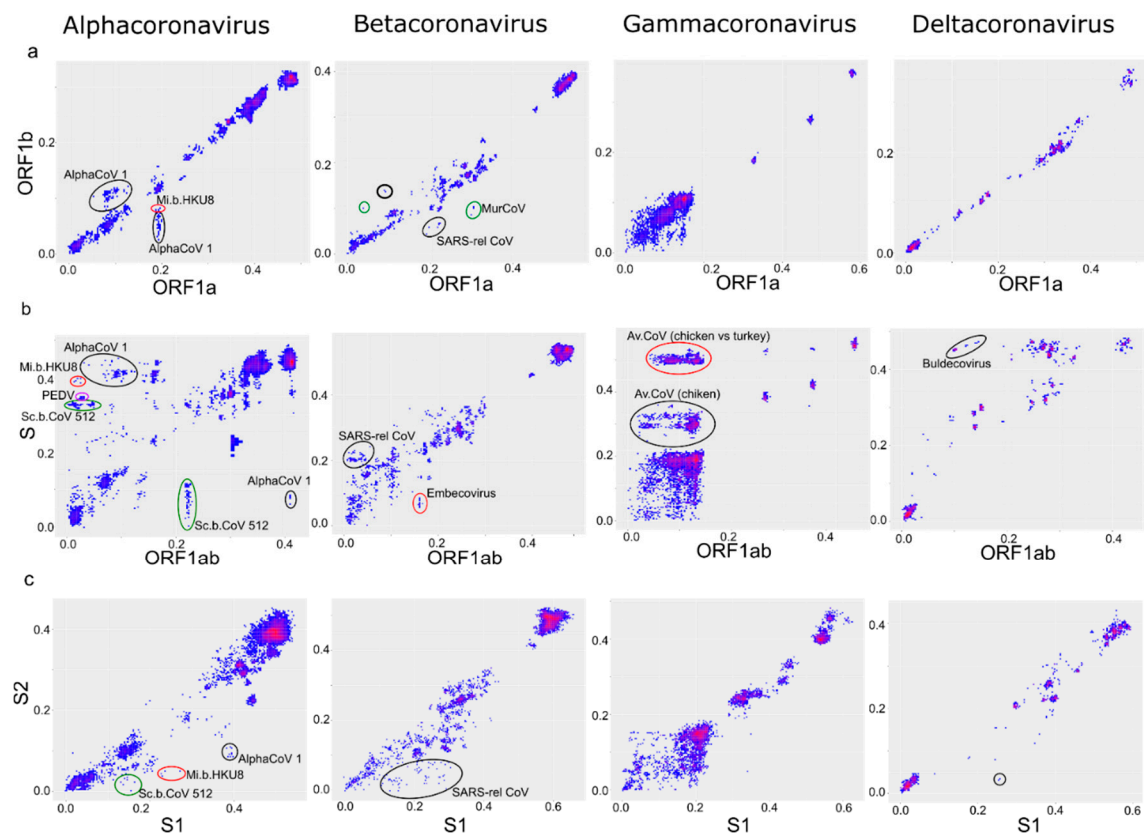 Alphacoronavirus Betacoronavirus Gammacoronavirus Deltacoronavirus
a
ORF1b
0.2
0.0
0.0 0.2 0.4
ORF1a
AlphaCoV 1
Mi.b.HKU8
AlphaCoV 1
0.4
0.2
0.0
0.0 0.2 0.4
ORF1a
MurCoV
SARS-rel CoV
0.2
0.0
0.0 0.2 0.4 0.6
ORF1a
0.2
0.0
0.0 0.2 0.4
ORF1a
b
S
AlphaCoV 1
Mi.b.HKU8
0.4
PEDV
Sc.b.CoV 512
0.2
0.0
AlphaCoV 1
Sc.b.CoV 512
0.0 0.2 0.4
ORF1ab
0.4
0.2
0.0
SARS-rel CoV
Embecovirus
0.0 0.2 0.4
ORF1ab
Av.CoV (chicken vs turkey)
0.4
Av.CoV (chiken)
0.2
0.0
0.0 0.2 0.4
ORF1ab
Buldecovirus
0.4
0.2
0.0
0.0 0.2 0.4
ORF1ab
c
S2
0.4
0.2
0.0
AlphaCoV 1
Mi.b.HKU8
Sc.b.CoV 512
0.0 0.2 0.4
S1
0.4
0.2
0.0
SARS-rel CoV
0.0 0.2 0.4 0.6
S1
0.4
0.2
0.0
0.0 0.2 0.4 0.6
S1
0.4
0.2
0.0
0.0 0.2 0.4 0.6
S1